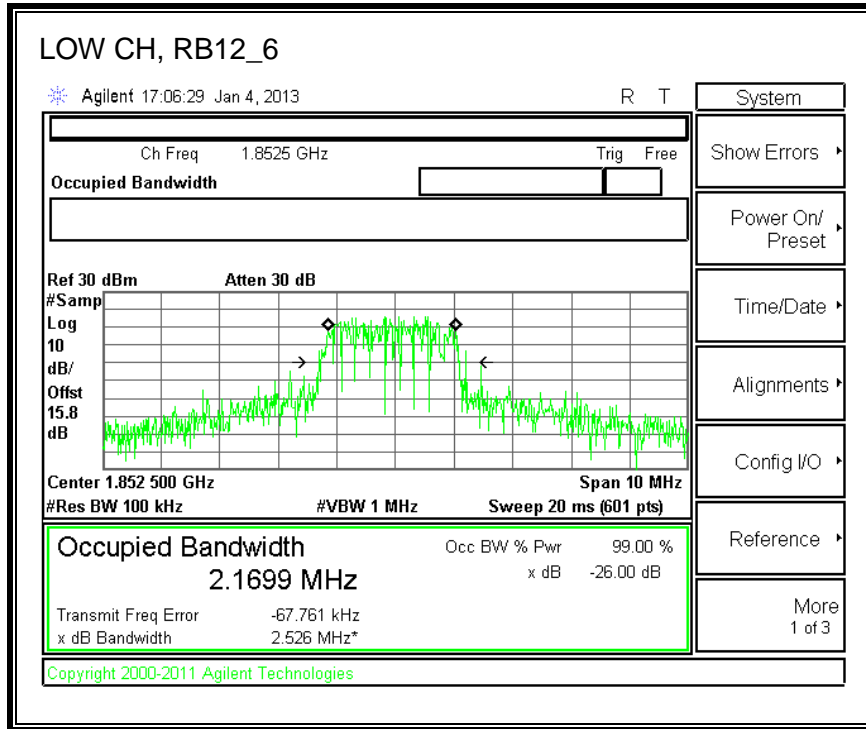 LOW CH, RB12_6
Agilent 17:06:29 Jan 4, 2013 R T
System
Ch Freq 1.8525 GHz Trig Free
Occupied Bandwidth
Show Errors
Power On/
Preset
Time/Date
Alignments
Config I/O
Reference
More
1 of 3
Ref 30 dBm Atten 30 dB
#Samp
Log
10
dB/
Offst
15.8
dB
Center 1.852 500 GHz Span 10 MHz
#Res BW 100 kHz #VBW 1 MHz Sweep 20 ms (601 pts)
Occupied Bandwidth Occ BW % Pwr 99.00 %
2.1699 MHz x dB -26.00 dB
Transmit Freq Error -67.761 kHz
x dB Bandwidth 2.526 MHz*
Copyright 2000-2011 Agilent Technologies